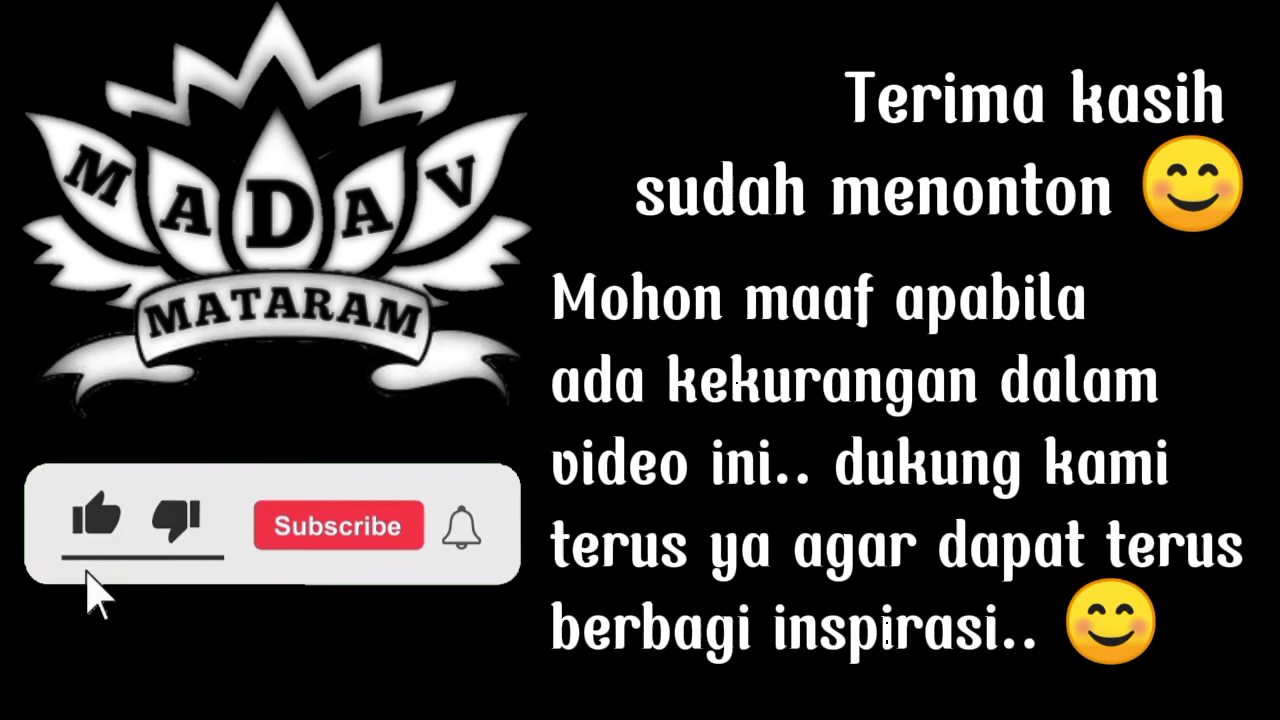 MADAV
MATARAM
Subscribe
Terima kasih
sudah menonton 😊
Mohon maaf apabila
ada kekurangan dalam
video ini.. dukung kami
terus ya agar dapat terus
berbagi inspirasi.. 😊